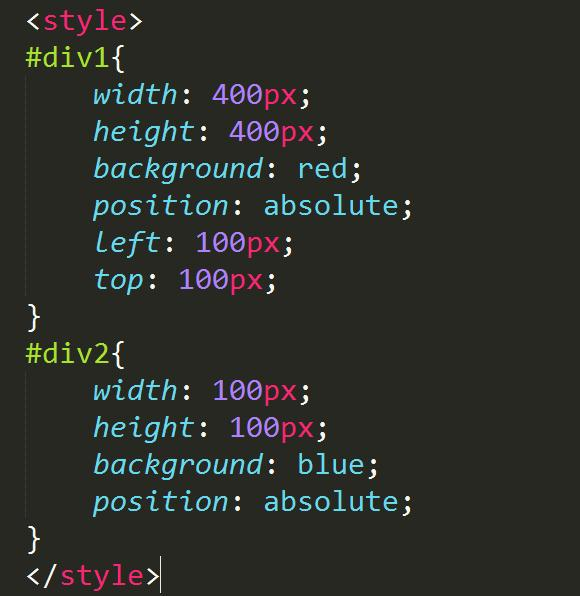 <style>
#div1{
    width: 400px;
    height: 400px;
    background: red;
    position: absolute;
    left: 100px;
    top: 100px;
}
#div2{
    width: 100px;
    height: 100px;
    background: blue;
    position: absolute;
}
</style>